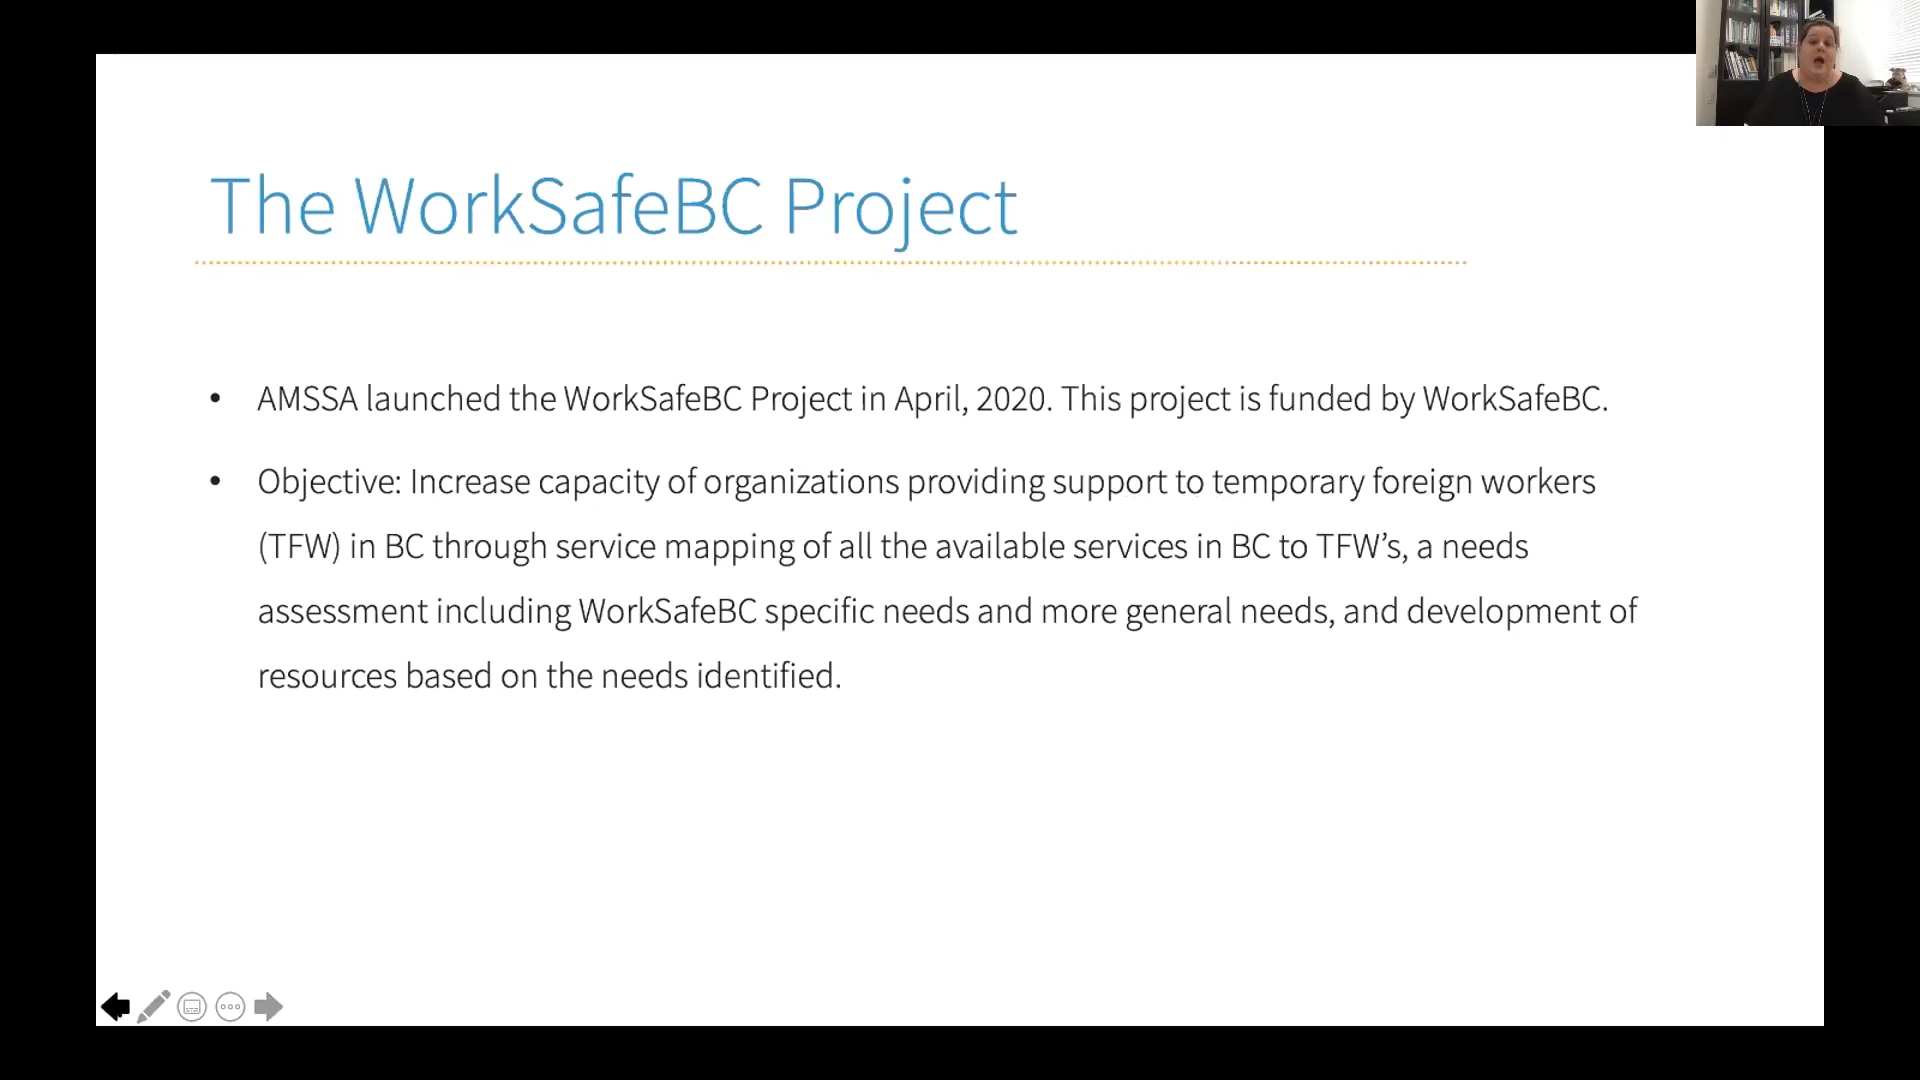 The WorkSafeBC Project
• AMSSA launched the WorkSafeBC Project in April, 2020. This project is funded by WorkSafeBC.
• Objective: Increase capacity of organizations providing support to temporary foreign workers
(TFW) in BC through service mapping of all the available services in BC to TFW’s, a needs
assessment including WorkSafeBC specific needs and more general needs, and development of
resources based on the needs identified.